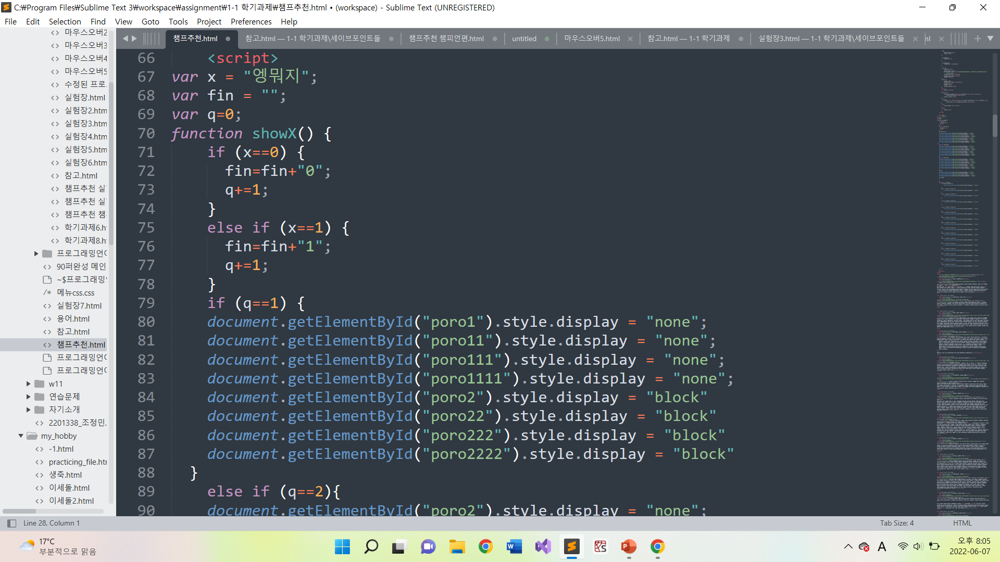 C:₩Program Files₩Sublime Text 3₩workspace₩assignment₩1-1 학기과제₩챔프추천.html • (workspace) - Sublime Text (UNREGISTERED)
File Edit Selection Find View Goto Tools Project Preferences Help
챔프추천.html 참고.html — 1-1 학기과제\세이브포인트들 챔프추천 챔피언편.html untitled 마우스오버5.html 참고.html — 1-1 학기과제 실험장3.html — 1-1 학기과제\세이브포인트들
마우스오버2
마우스오버3
마우스오버4
마우스오버5
수정된 프로.
실험장.html
실험장2.htm
실험장3.htm
실험장4.htm
실험장5.htm
실험장6.htm
참고.html
챔프추천 실
챔프추천 실
챔프추천 챔
학기과제6.h
학기과제8.h
프로그래밍언어
90퍼완성 메인
~$프로그래밍
메뉴css.css
실험장7.html
용어.html
참고.html
챔프추천.html
프로그래밍언어
프로그래밍언어
w11
연습문제
자기소개
2201338_조정민.
my_hobby
-1.html
practicing_file.htm
생축.html
이세돌.html
이세돌2.html
66 <script>
67 var x = "엥뭐지";
68 var fin = "";
69 var q=0;
70 function showX() {
71 if (x==0) {
72 fin=fin+"0";
73 q+=1;
74 }
75 else if (x==1) {
76 fin=fin+"1";
77 q+=1;
78 }
79 if (q==1) {
80 document.getElementById("poro1").style.display = "none";
81 document.getElementById("poro11").style.display = "none";
82 document.getElementById("poro111").style.display = "none";
83 document.getElementById("poro1111").style.display = "none";
84 document.getElementById("poro2").style.display = "block"
85 document.getElementById("poro22").style.display = "block"
86 document.getElementById("poro222").style.display = "block"
87 document.getElementById("poro2222").style.display = "block"
88 }
89 else if (q==2){
90 document.getElementById("poro2").style.display = "none";
Line 28, Column 1 Tab Size: 4 HTML
17°C
부분적으로 맑음
A
오후 8:05
2022-06-07